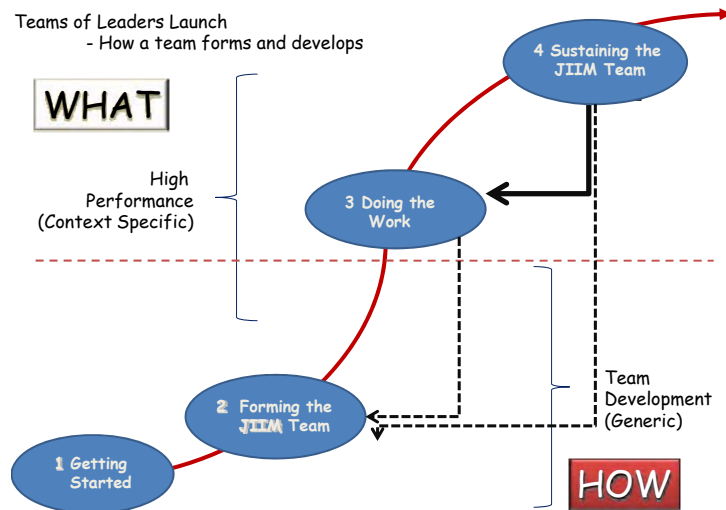 Teams of Leaders Launch
- How a team forms and develops
WHAT
4 Sustaining the
JIIM Team
High
Performance
(Context Specific)
3 Doing the
Work
2 Forming the
JIIM Team
Team
Development
(Generic)
1 Getting
Started
HOW